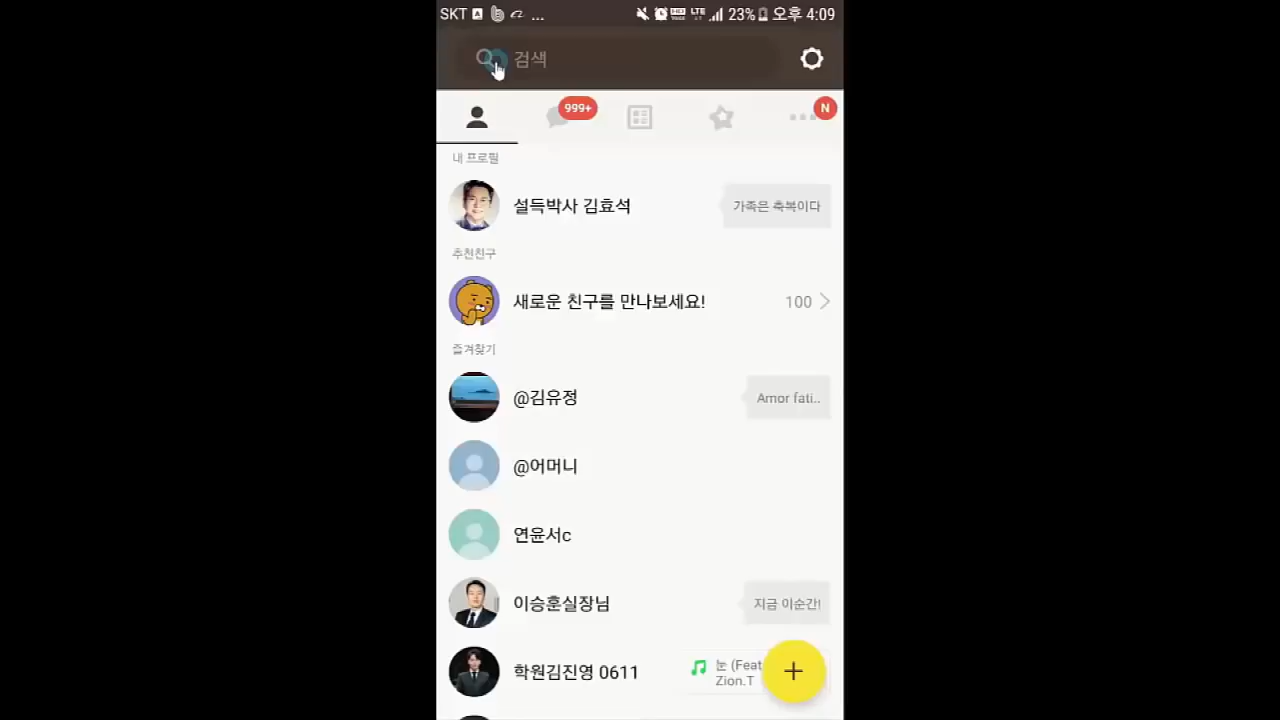 SKT ... 23% 오후 4:09
검색
999+ N
내 프로필
설득박사 김효석 가족은 축복이다
추천친구
새로운 친구를 만나보세요! 100
즐겨찾기
@김유정 Amor fati..
@어머니
연윤서c
이승훈실장님 지금 이순간!
학원김진영 0611 눈 (Feat
Zion.T